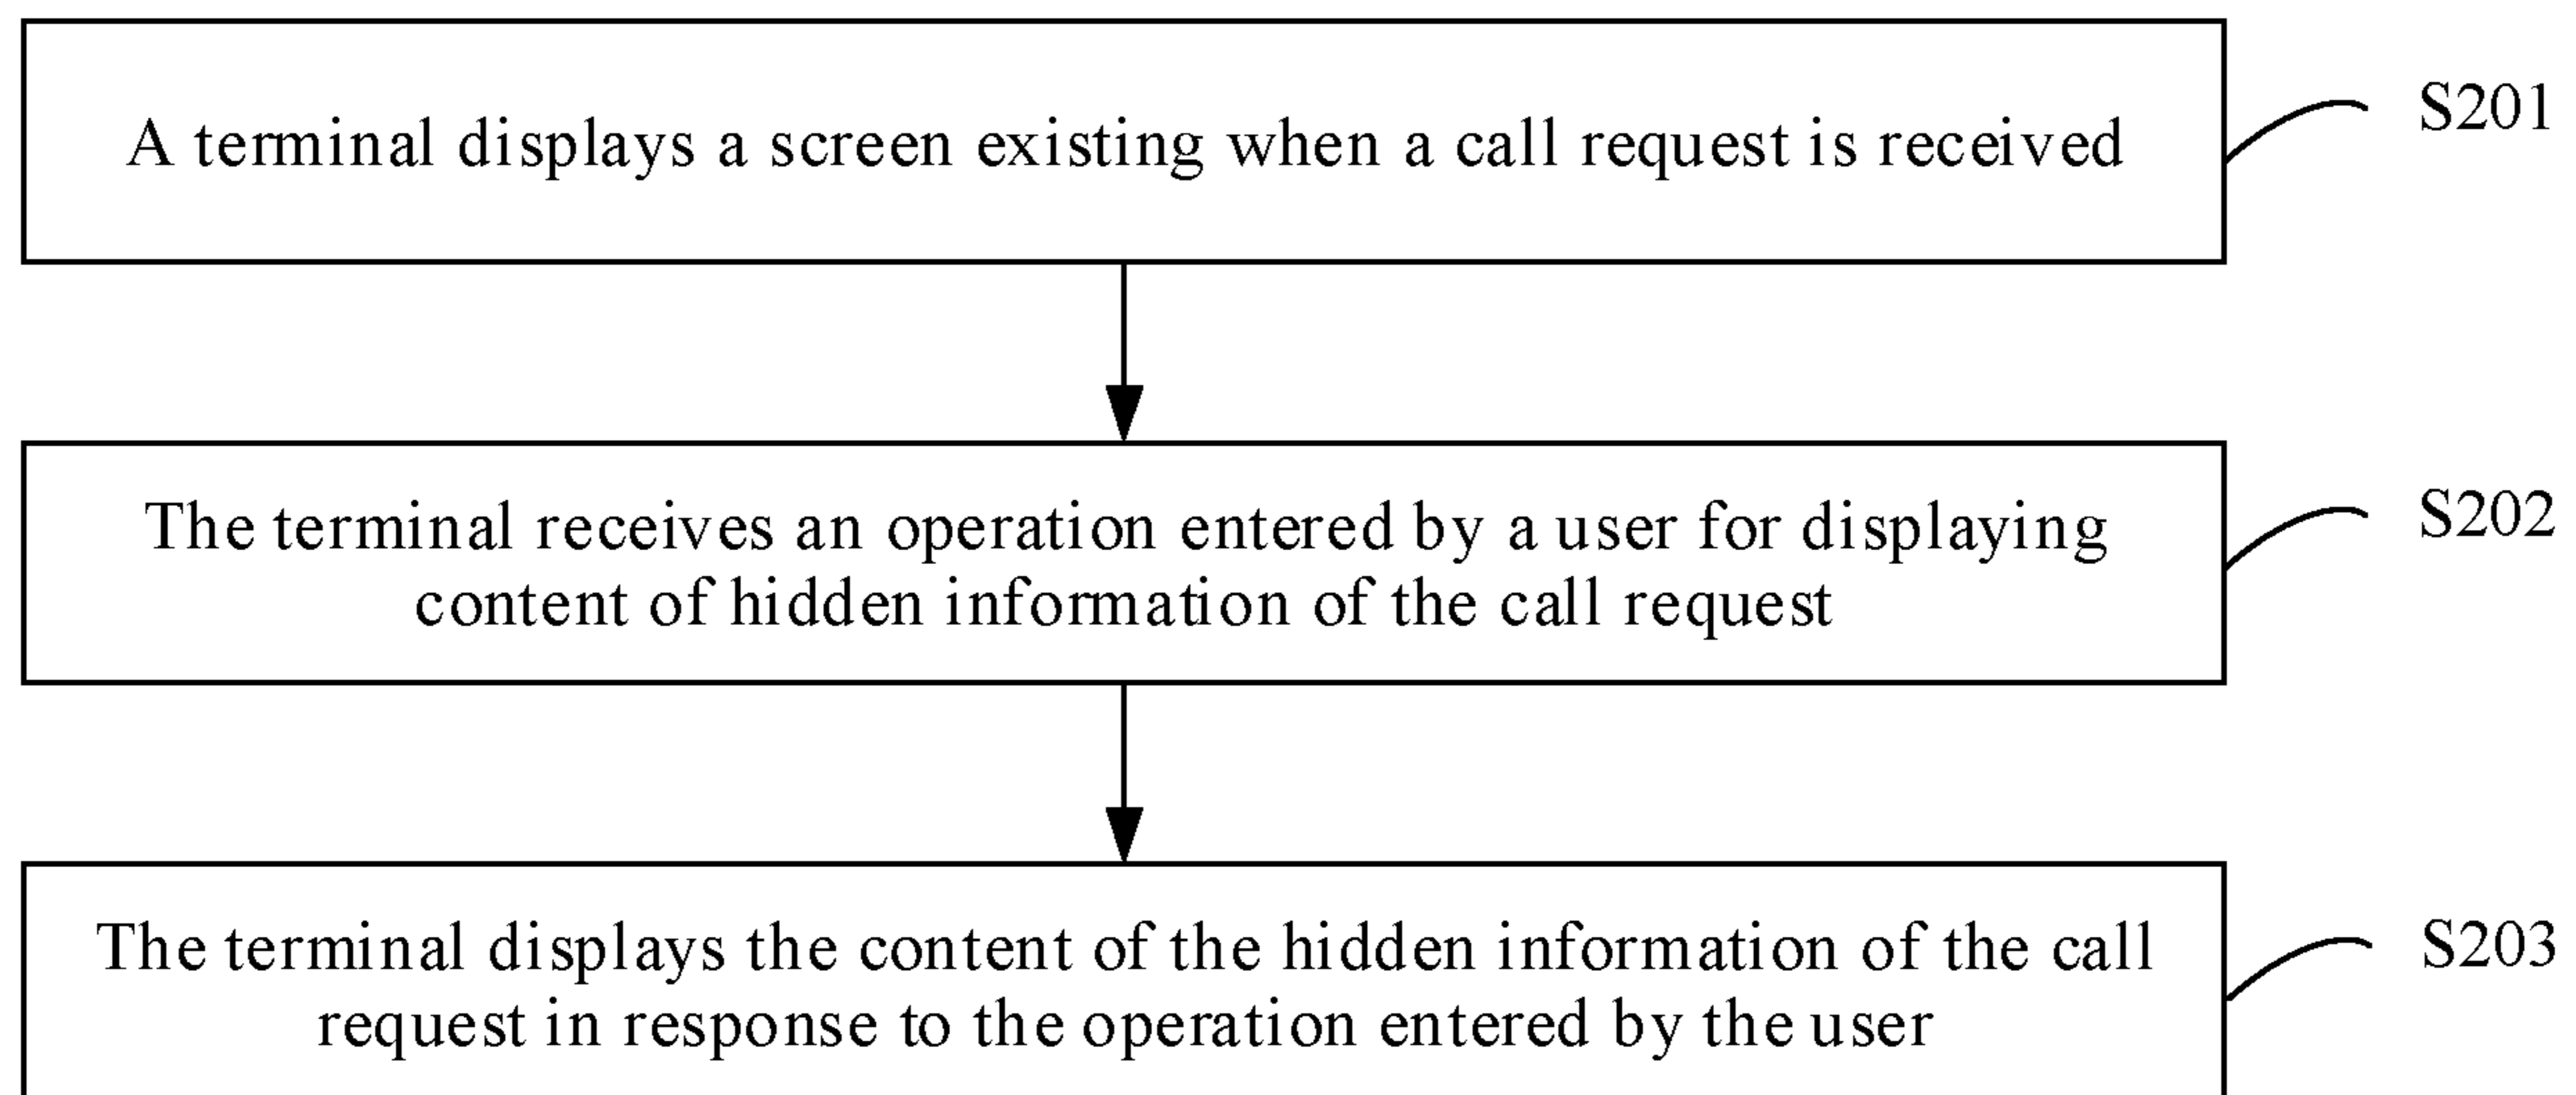 A terminal displays a screen existing when a call request is received
S201
The terminal receives an operation entered by a user for displaying
content of hidden information of the call request
S202
The terminal displays the content of the hidden information of the call
request in response to the operation entered by the user
S203